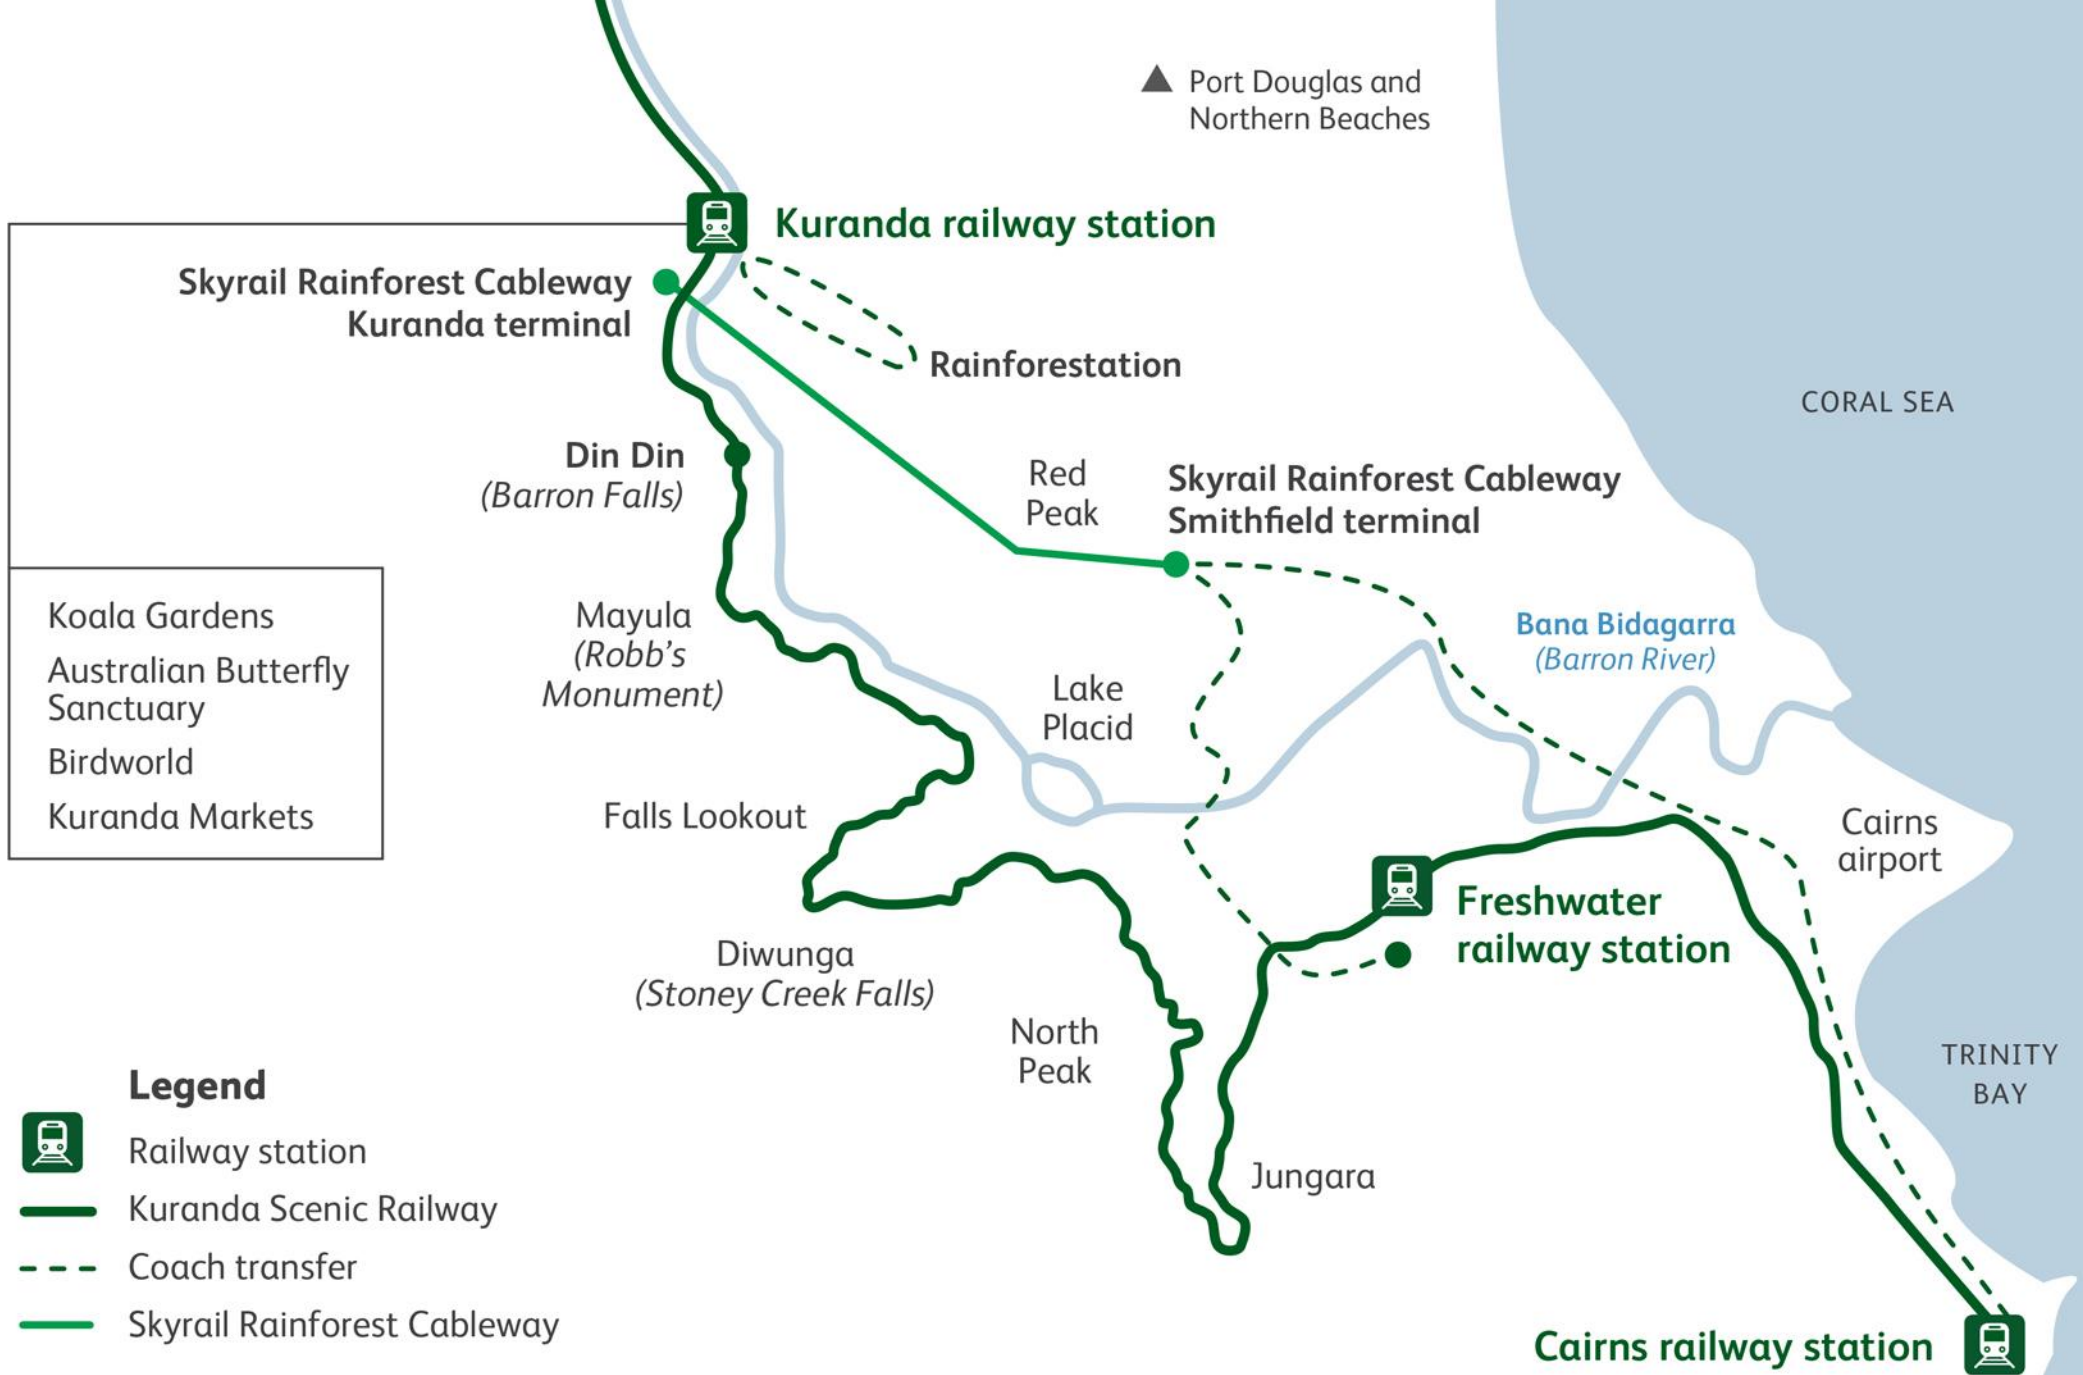 Port Douglas and
Northern Beaches
Kuranda railway station
Skyrail Rainforest Cableway
Kuranda terminal
Rainforestation
CORAL SEA
Din Din
(Barron Falls)
Red
Peak
Skyrail Rainforest Cableway
Smithfield terminal
Koala Gardens
Australian Butterfly
Sanctuary
Birdworld
Kuranda Markets
Mayula
(Robb's
Monument)
Bana Bidagarra
(Barron River)
Lake
Placid
Falls Lookout
Cairns
airport
Freshwater
railway station
Diwunga
(Stoney Creek Falls)
North
Peak
TRINITY
BAY
Jungara
Legend
Railway station
Kuranda Scenic Railway
Coach transfer
Skyrail Rainforest Cableway
Cairns railway station